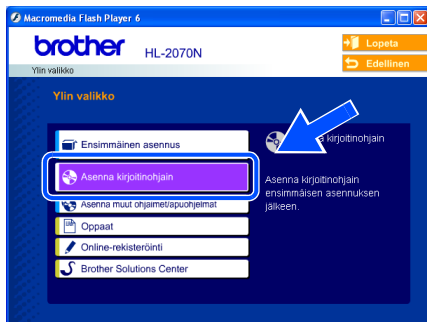 Macromedia Flash Player 6
brother HL-2070N
Lopeta
Edellinen
Ylin valikko
Ylin valikko
Ensimmäinen asennus
Asenna kirjoitinohjain
Asenna muut ohjaimet/apuohjelmat
Oppaat
Online-rekisteröinti
Brother Solutions Center
kirjoitinohjain
Asenna kirjoitinohjain
ensimmäisen asennuksen
jälkeen.